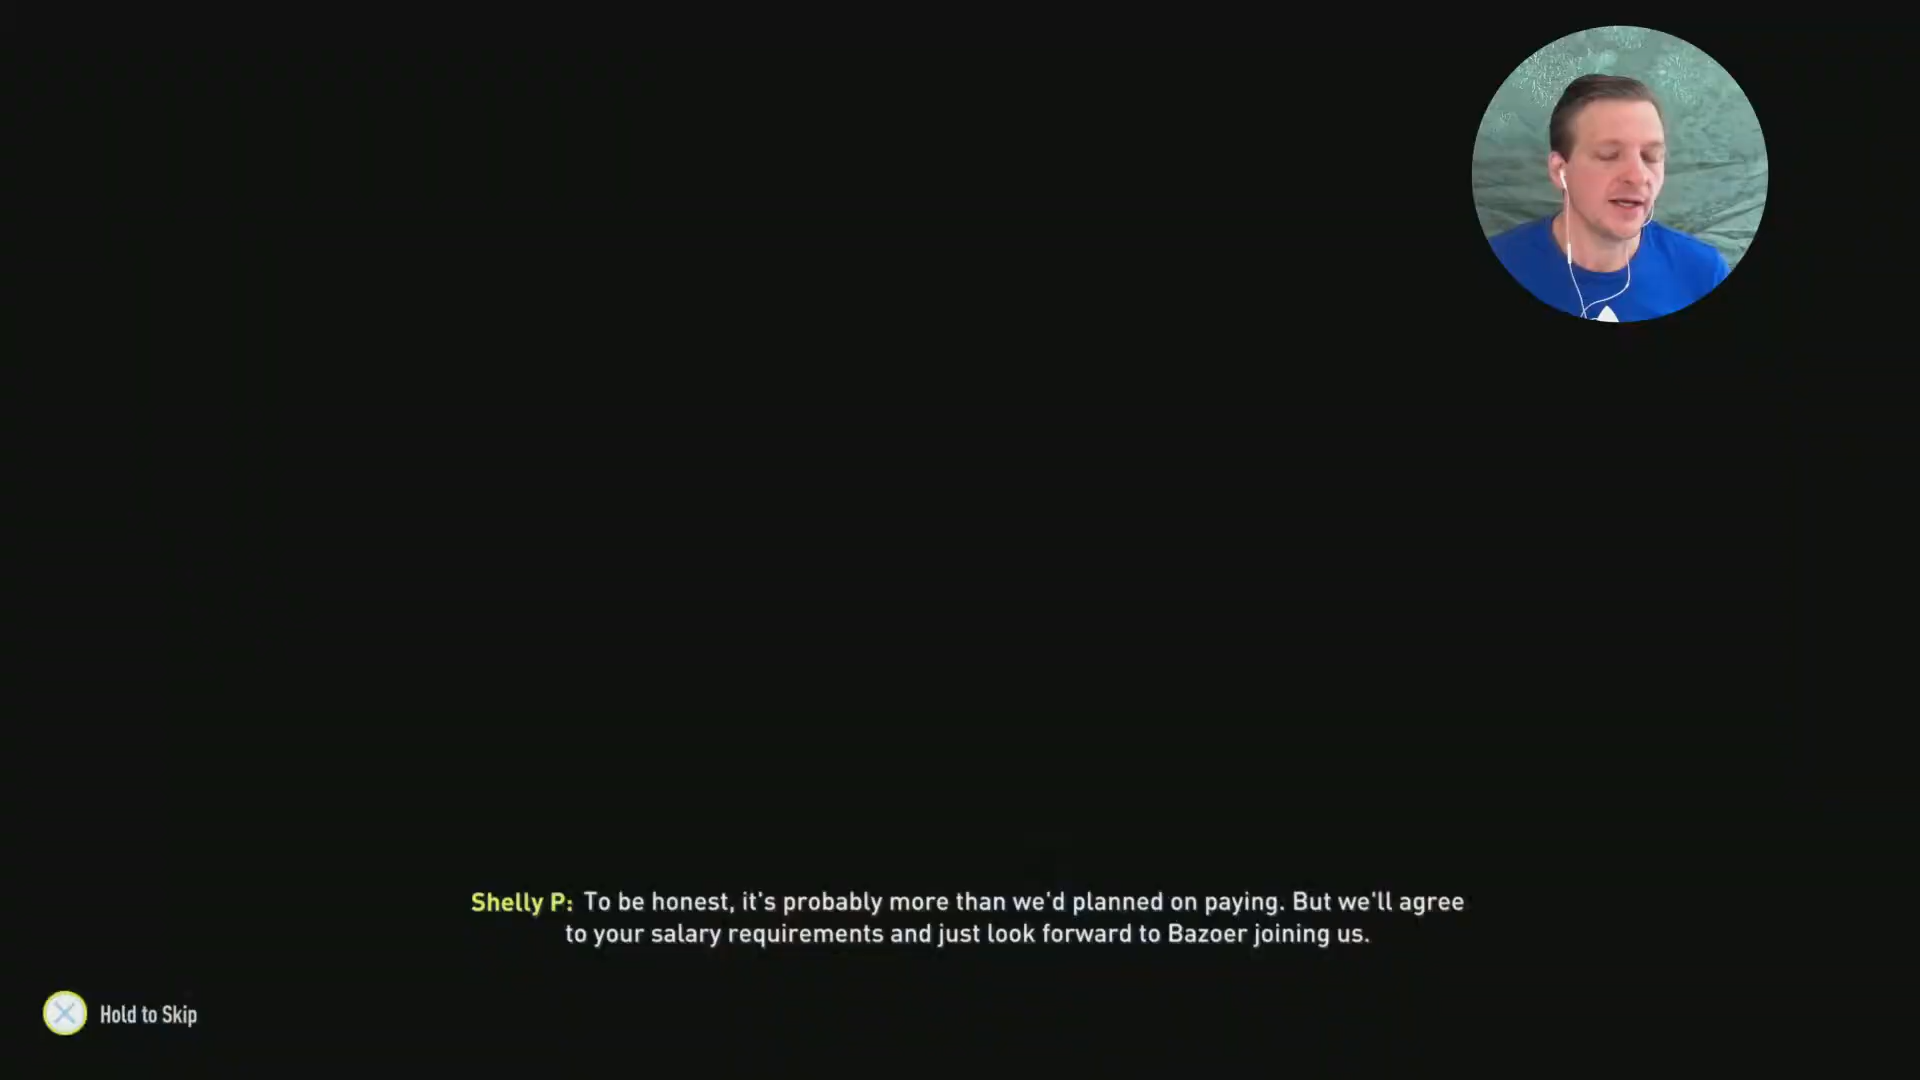 Shelly P: To be honest, it's probably more than we'd planned on paying. But we'll agree
to your salary requirements and just look forward to Bazoer joining us.
Hold to Skip